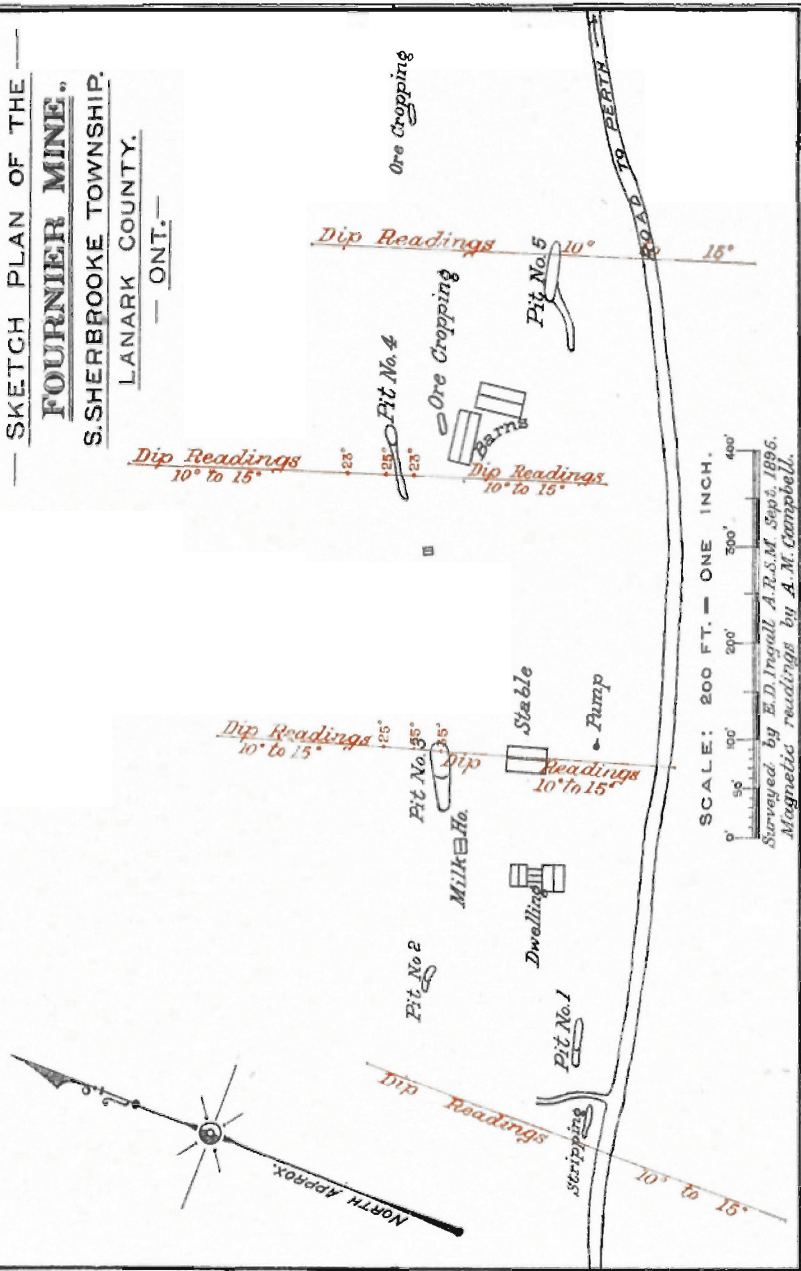 — SKETCH PLAN OF THE —
FOURNIER MINE.,
S. SHERBROOKE TOWNSHIP.
LANARK COUNTY.
— ONT. —
Ore Cropping
ROAD TO PERTH
Dip Readings
10°
to
15°
Pit No. 5
Ore Cropping
Pit No. 4
Barns
Dip Readings
10° to 15°
23°
25°
23°
Dip Readings
10° to 15°
Stable
Pump
Dip Readings
10° to 15°
25°
35°
15°
Dip Readings
10° to 15°
Pit No. 3
Milk Ho.
Dwelling
Pit No 2
Pit No. 1
Stripping
Dip Readings 10° to 15°
NORTH APPROX.
SCALE: 200 FT. — ONE INCH.
0' 50' 100' 200' 300' 400'
Surveyed by E.D. Ingall A.R.S.M. Sept. 1896.
Magnetic readings by A.M. Campbell.